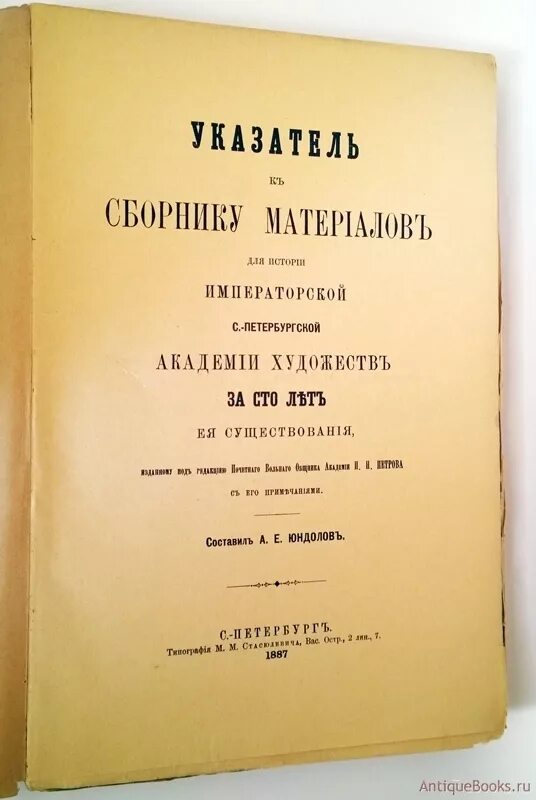 УКАЗАТЕЛЬ
КЪ
СБОРНИКУ МАТЕРІАЛОВЪ
ДЛЯ ИСТОРІИ
ИМПЕРАТОРСКОЙ
С.-ПЕТЕРБУРГСКОЙ
АКАДЕМІИ ХУДОЖЕСТВЪ
ЗА СТО ЛѢТЪ
ЕЯ СУЩЕСТВОВАНІЯ,
изданному подъ редакцію Почетнаго Вольнаго Общника Академіи П. Н. ПЕТРОВА
СЪ ЕГО ПРИМѢЧАНІЯМИ.
Составилъ А. Е. ЮНДОЛОВЪ.
С.-ПЕТЕРБУРГЪ.
Типографія М. М. Стасюлевича, Вас. Остр., 2 лин., 7.
1887
AntiqueBooks.ru